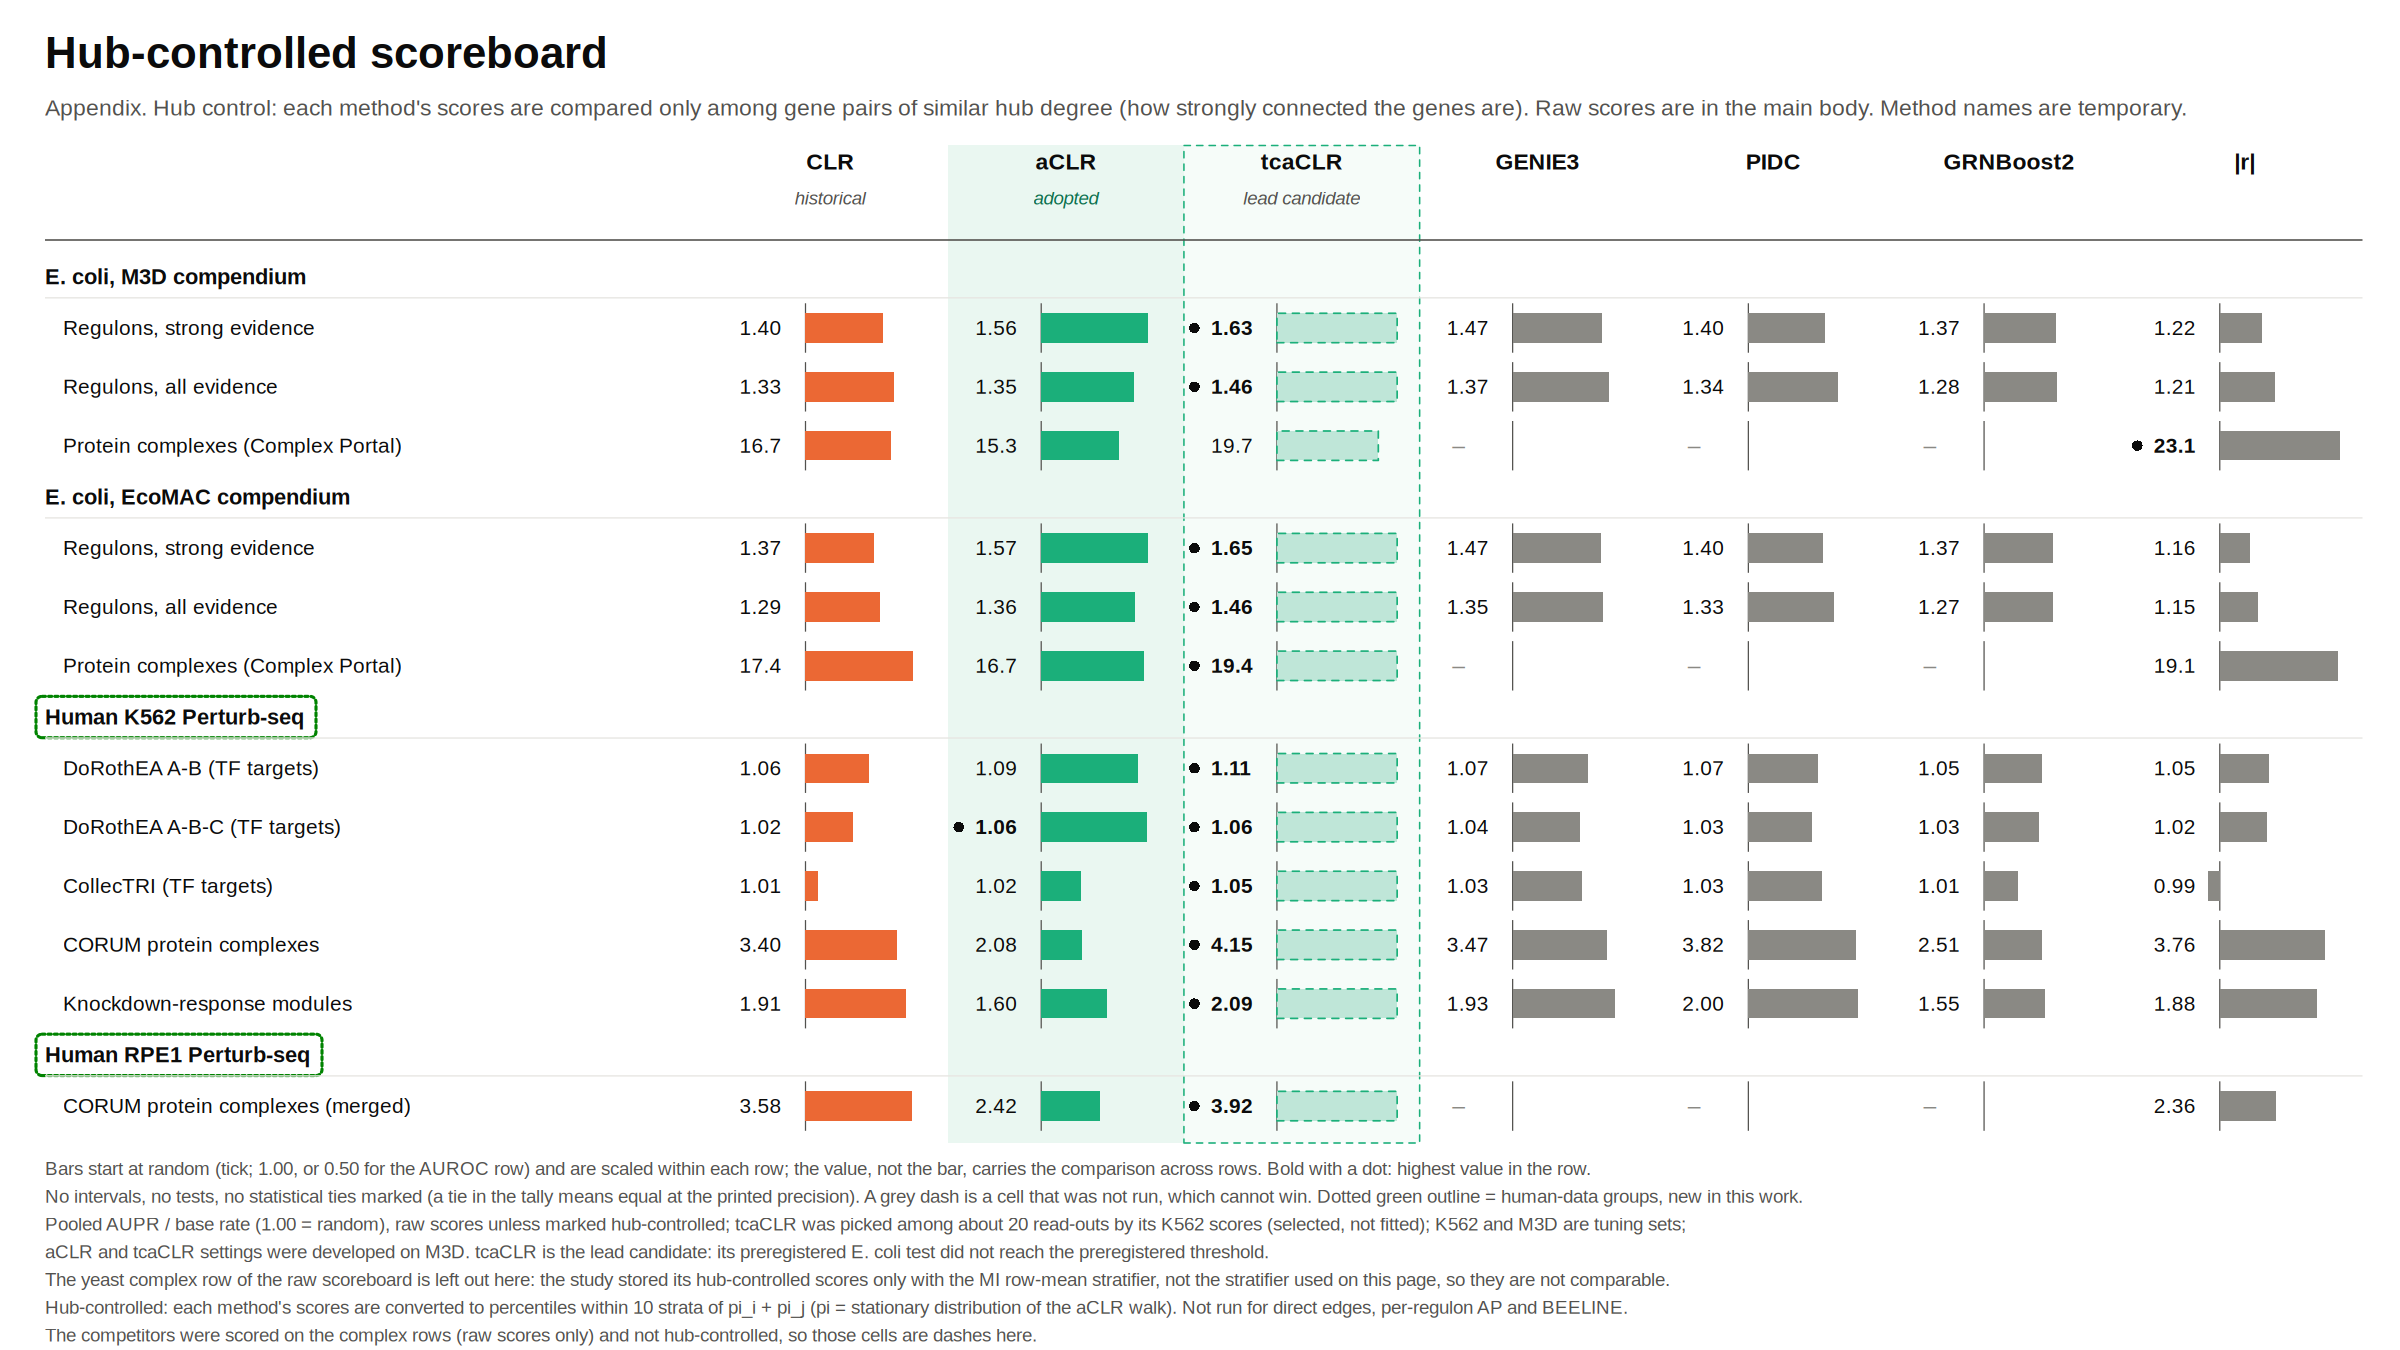 Hub-controlled scoreboard
Appendix. Hub control: each method's scores are compared only among gene pairs of similar hub degree (how strongly connected the genes are). Raw scores are in the main body. Method names are temporary.
CLR aCLR tcaCLR GENIE3 PIDC GRNBoost2 |r|
historical adopted lead candidate
E. coli, M3D compendium
Regulons, strong evidence 1.40 1.56 • 1.63 1.47 1.40 1.37 1.22
Regulons, all evidence 1.33 1.35 • 1.46 1.37 1.34 1.28 1.21
Protein complexes (Complex Portal) 16.7 15.3 19.7 – – – • 23.1
E. coli, EcoMAC compendium
Regulons, strong evidence 1.37 1.57 • 1.65 1.47 1.40 1.37 1.16
Regulons, all evidence 1.29 1.36 • 1.46 1.35 1.33 1.27 1.15
Protein complexes (Complex Portal) 17.4 16.7 • 19.4 – – – 19.1
Human K562 Perturb-seq
DoRothEA A-B (TF targets) 1.06 1.09 • 1.11 1.07 1.07 1.05 1.05
DoRothEA A-B-C (TF targets) 1.02 • 1.06 • 1.06 1.04 1.03 1.03 1.02
CollecTRI (TF targets) 1.01 1.02 • 1.05 1.03 1.03 1.01 0.99
CORUM protein complexes 3.40 2.08 • 4.15 3.47 3.82 2.51 3.76
Knockdown-response modules 1.91 1.60 • 2.09 1.93 2.00 1.55 1.88
Human RPE1 Perturb-seq
CORUM protein complexes (merged) 3.58 2.42 • 3.92 – – – 2.36
Bars start at random (tick; 1.00, or 0.50 for the AUROC row) and are scaled within each row; the value, not the bar, carries the comparison across rows. Bold with a dot: highest value in the row.
No intervals, no tests, no statistical ties marked (a tie in the tally means equal at the printed precision). A grey dash is a cell that was not run, which cannot win. Dotted green outline = human-data groups, new in this work.
Pooled AUPR / base rate (1.00 = random), raw scores unless marked hub-controlled; tcaCLR was picked among about 20 read-outs by its K562 scores (selected, not fitted); K562 and M3D are tuning sets;
aCLR and tcaCLR settings were developed on M3D. tcaCLR is the lead candidate: its preregistered E. coli test did not reach the preregistered threshold.
The yeast complex row of the raw scoreboard is left out here: the study stored its hub-controlled scores only with the MI row-mean stratifier, not the stratifier used on this page, so they are not comparable.
Hub-controlled: each method's scores are converted to percentiles within 10 strata of pi_i + pi_j (pi = stationary distribution of the aCLR walk). Not run for direct edges, per-regulon AP and BEELINE.
The competitors were scored on the complex rows (raw scores only) and not hub-controlled, so those cells are dashes here.